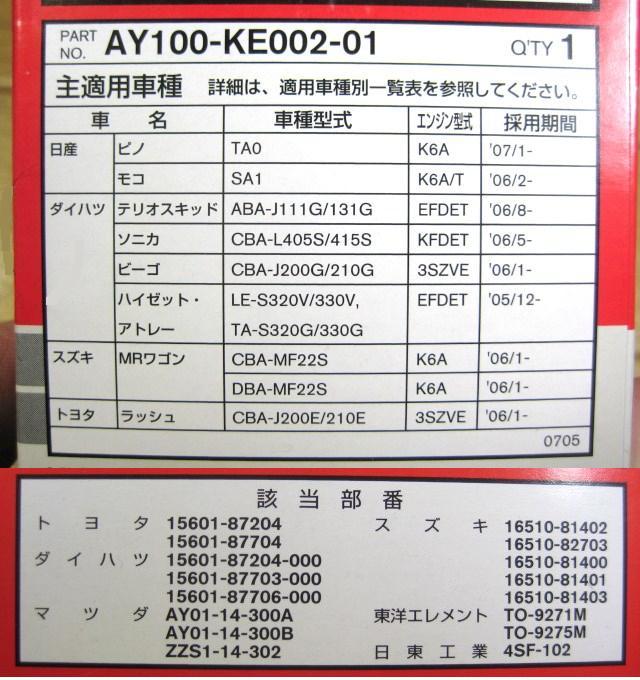 PART NO. AY100-KE002-01 Q'TY 1
主適用車種 詳細は、適用車種別一覧表を参照してください。
車名 車種型式 エンジン型式 採用期間
日産 ピノ TA0 K6A '07/1-
モコ SA1 K6A/T '06/2-
ダイハツ テリオスキッド ABA-J111G/131G EFDET '06/8-
ソニカ CBA-L405S/415S KFDET '06/5-
ビーゴ CBA-J200G/210G 3SZVE '06/1-
ハイゼット・ LE-S320V/330V, EFDET '05/12-
アトレー TA-S320G/330G
スズキ MRワゴン CBA-MF22S K6A '06/1-
DBA-MF22S K6A '06/1-
トヨタ ラッシュ CBA-J200E/210E 3SZVE '06/1-
0705
該当部番
トヨタ 15601-87204 スズキ 16510-81402
15601-87704 16510-82703
ダイハツ 15601-87204-000 16510-81400
15601-87703-000 16510-81401
15601-87706-000 16510-81403
マツダ AY01-14-300A 東洋エレメント TO-9271M
AY01-14-300B TO-9275M
ZZS1-14-302 日東工業 4SF-102